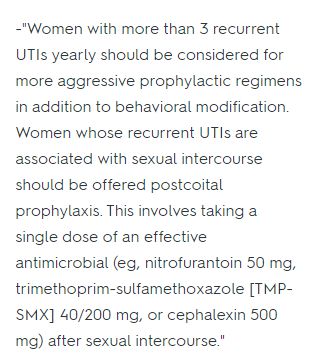 -"Women with more than 3 recurrent
UTIs yearly should be considered for
more aggressive prophylactic regimens
in addition to behavioral modification.
Women whose recurrent UTIs are
associated with sexual intercourse
should be offered postcoital
prophylaxis. This involves taking a
single dose of an effective
antimicrobial (eg, nitrofurantoin 50 mg,
trimethoprim-sulfamethoxazole [TMP-
SMX] 40/200 mg, or cephalexin 500
mg) after sexual intercourse."